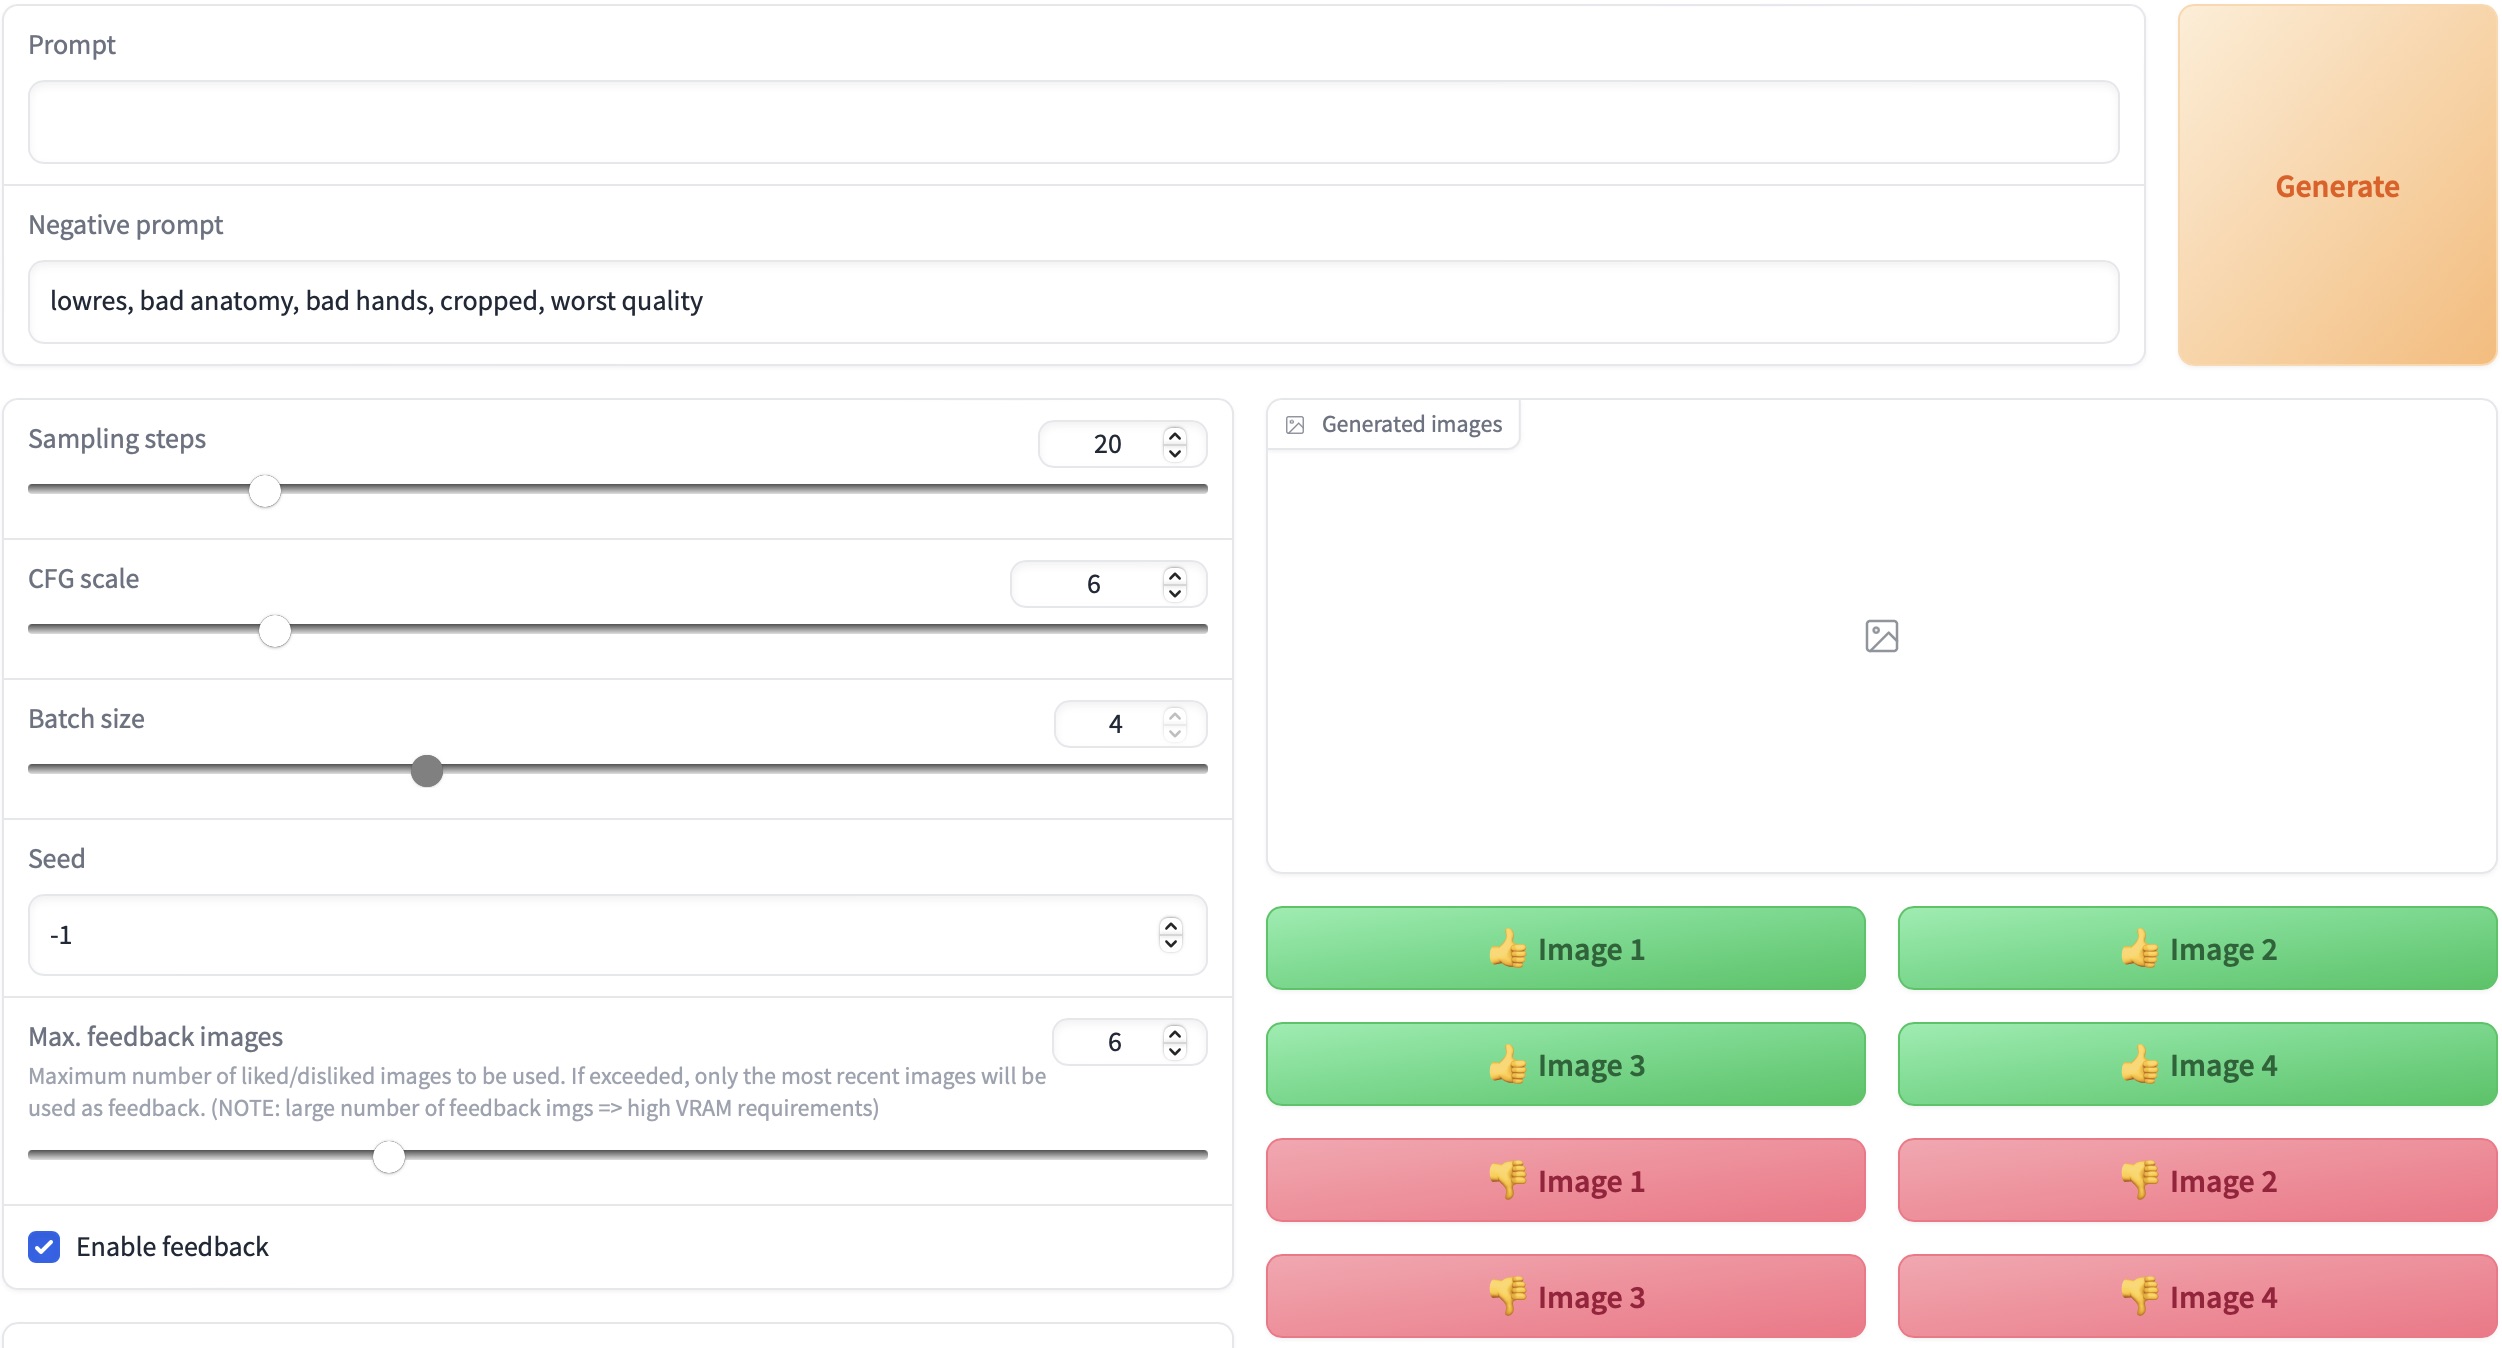 Prompt
Generate
Negative prompt
lowres, bad anatomy, bad hands, cropped, worst quality
Sampling steps
20
CFG scale
6
Batch size
4
Seed
-1
Max. feedback images
6
Maximum number of liked/disliked images to be used. If exceeded, only the most recent images will be
used as feedback. (NOTE: large number of feedback imgs => high VRAM requirements)
Enable feedback
Generated images
👍 Image 1
👍 Image 2
👍 Image 3
👍 Image 4
👎 Image 1
👎 Image 2
👎 Image 3
👎 Image 4